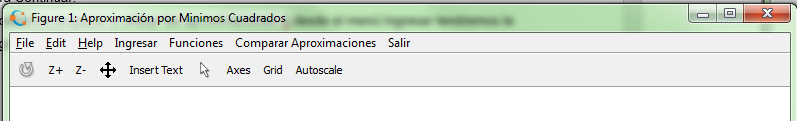 a Continuar.
Figure 1: Aproximación por Minimos Cuadrados
File Edit Help Ingresar Funciones Comparar Aproximaciones Salir
Z+ Z- Insert Text Axes Grid Autoscale